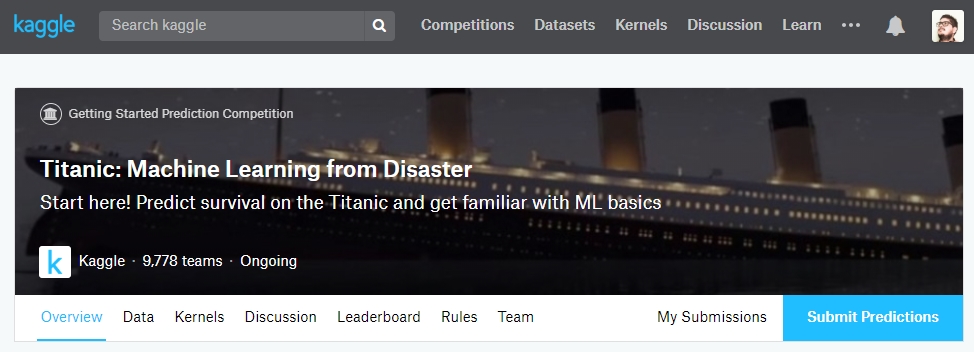 kaggle Search kaggle Competitions Datasets Kernels Discussion Learn •••
Getting Started Prediction Competition
Titanic: Machine Learning from Disaster
Start here! Predict survival on the Titanic and get familiar with ML basics
k Kaggle · 9,778 teams · Ongoing
Overview Data Kernels Discussion Leaderboard Rules Team My Submissions Submit Predictions